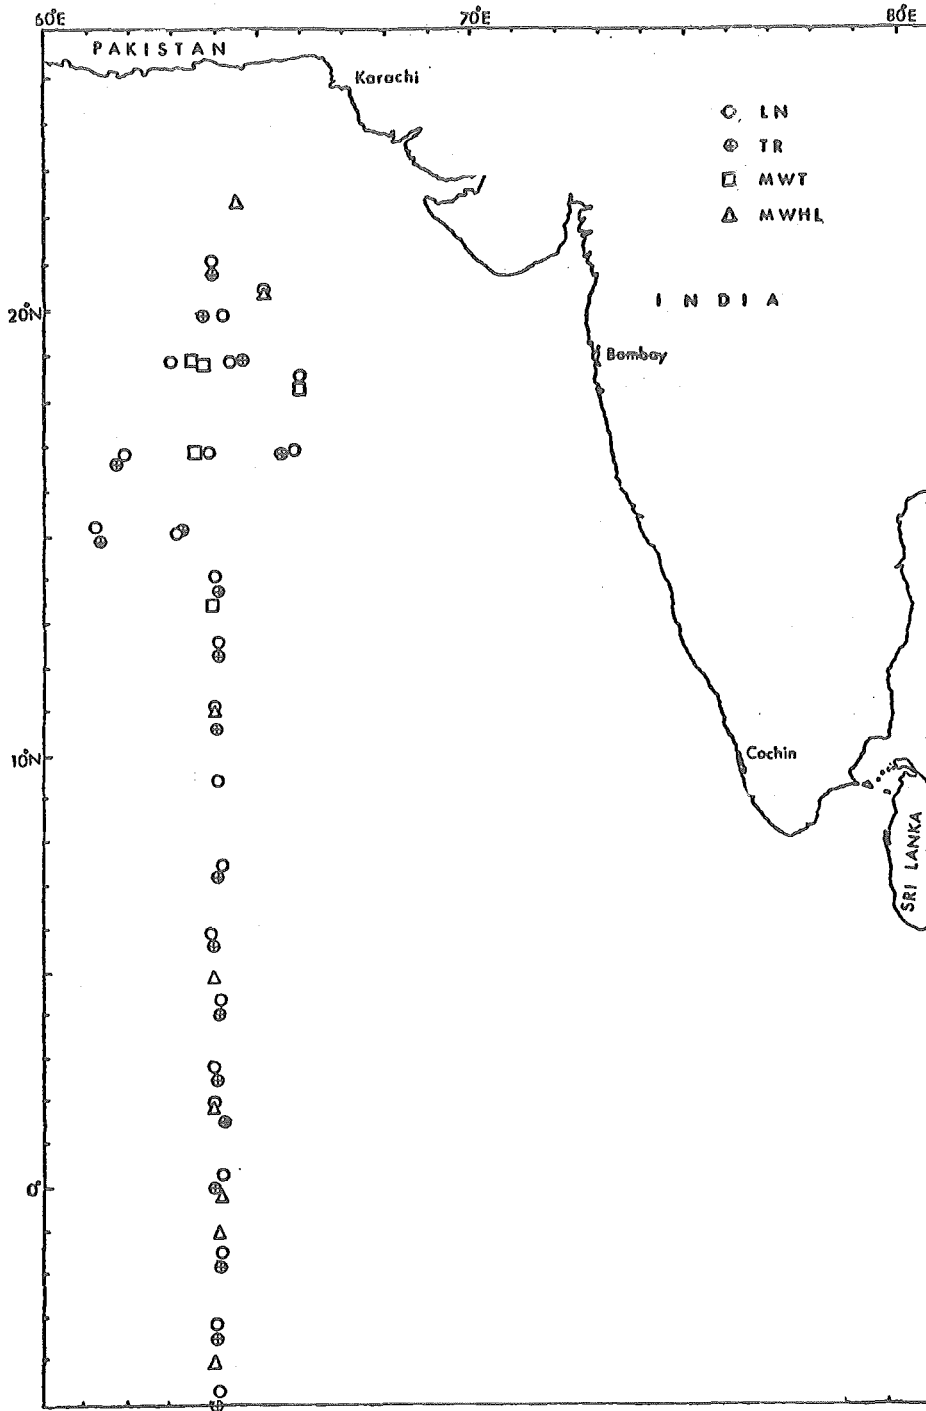 60°E 70°E 80°E
PAKISTAN
Karachi
LN
TR
MWT
MWHL
20°N
INDIA
Bombay
10°N
Cochin
SRI LANKA
0°